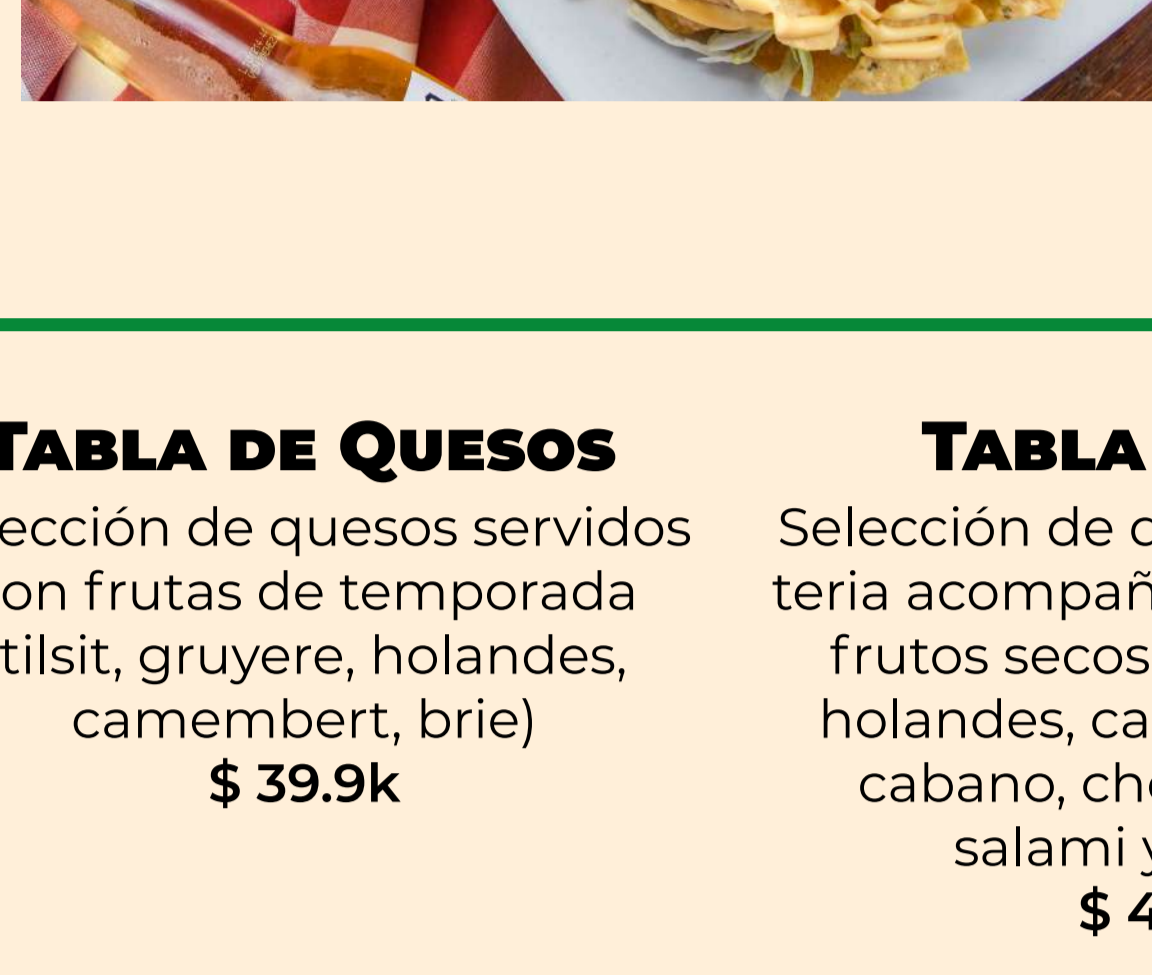 TABLA DE QUESOS
ección de quesos servidos
on frutas de temporada
tilsit, gruyere, holandes,
camembert, brie)
$ 39.9k
TABLA
Selección de
teria acompañ
frutos secos
holandes, ca
cabano, ch
salami y
$ 4